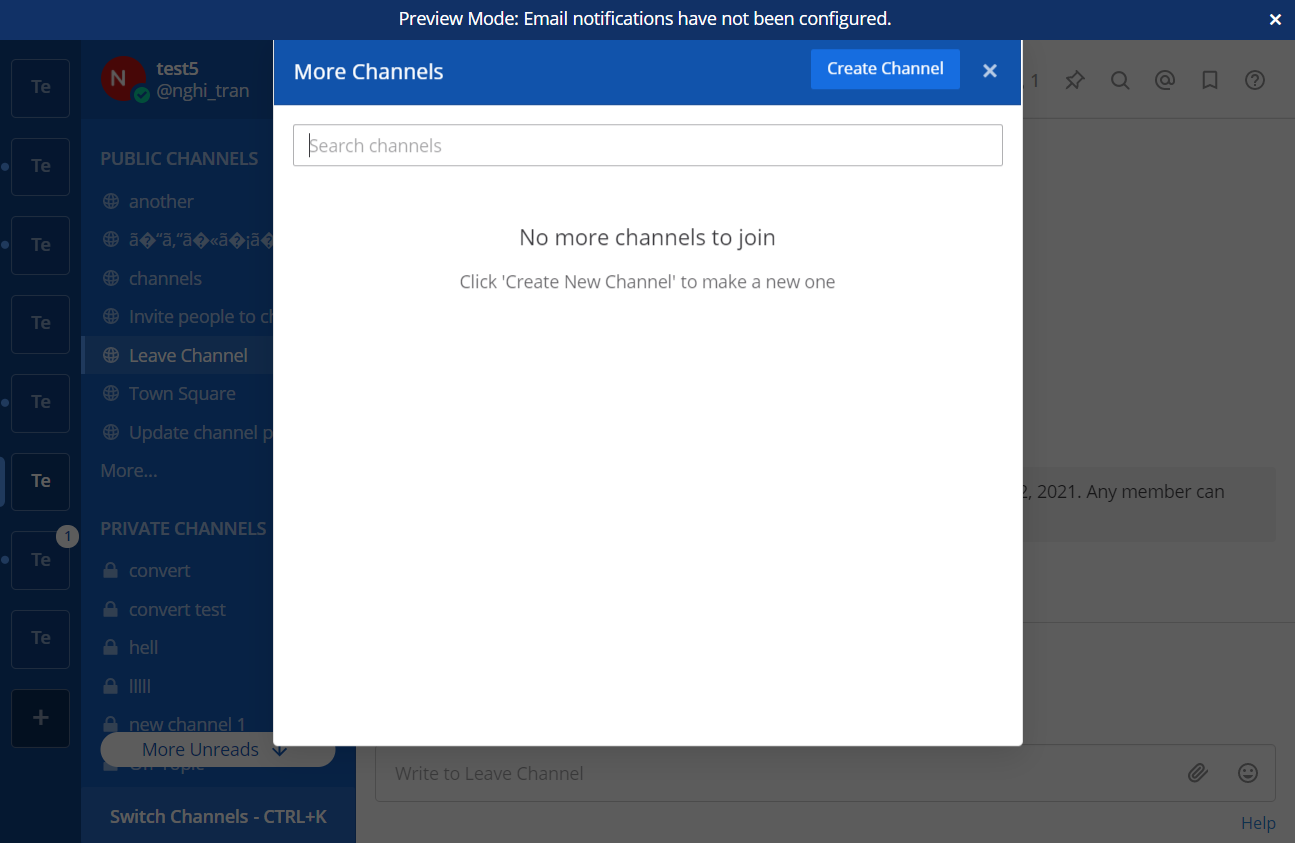 Preview Mode: Email notifications have not been configured.
Te
Te
Te
Te
Te
Te
1
Te
Te
N
test5
@nghi_tran
PUBLIC CHANNELS
another
channels
Invite people to
Leave Channel
Town Square
Update channel
More...
PRIVATE CHANNELS
convert
convert test
hell
lllll
new channel 1
More Unreads
Off-Topic
Switch Channels - CTRL+K
More Channels
Create Channel
Search channels
No more channels to join
Click 'Create New Channel' to make a new one
1
2, 2021. Any member can
Write to Leave Channel
Help